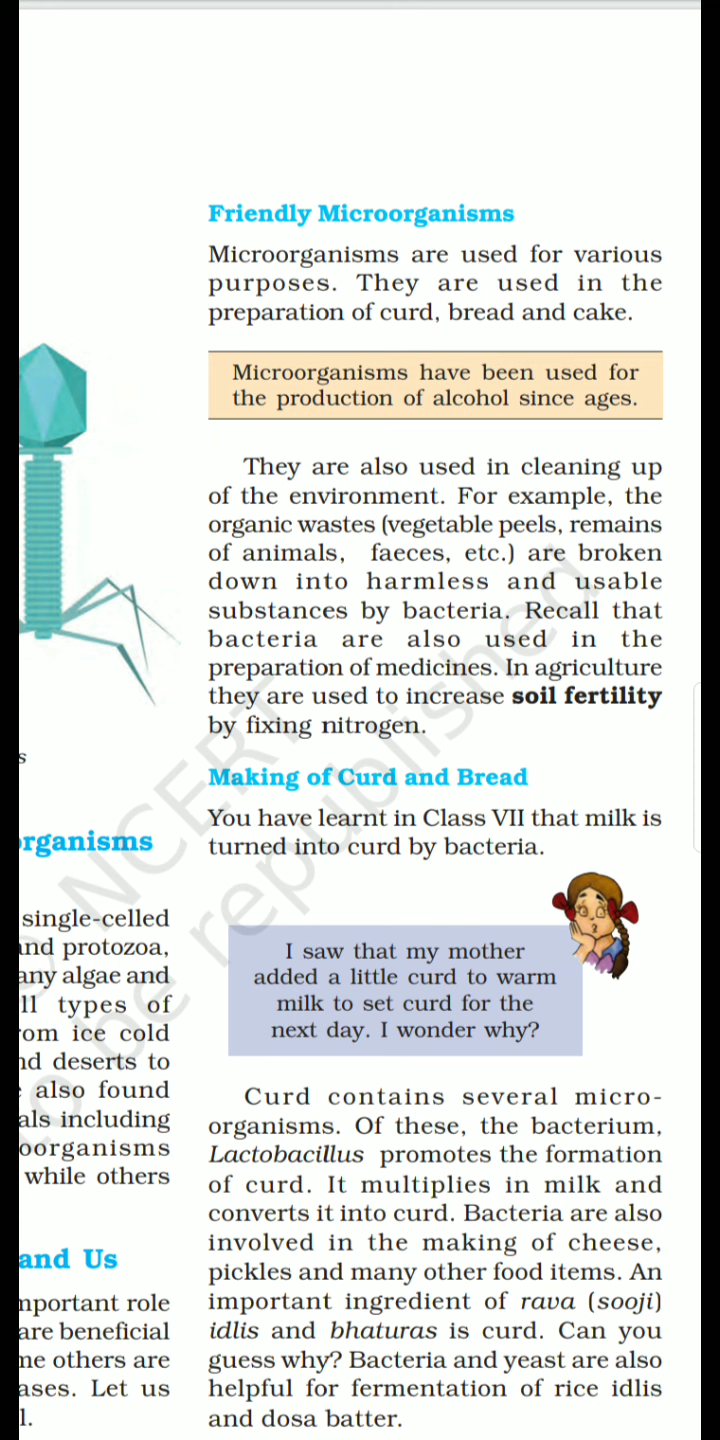 s
rganisms
single-celled
and protozoa,
any algae and
ll types of
rom ice cold
nd deserts to
also found
als including
oorganisms
while others
and Us
mportant role
are beneficial
me others are
ases. Let us
l.
Friendly Microorganisms
Microorganisms are used for various
purposes. They are used in the
preparation of curd, bread and cake.
Microorganisms have been used for
the production of alcohol since ages.
They are also used in cleaning up
of the environment. For example, the
organic wastes (vegetable peels, remains
of animals, faeces, etc.) are broken
down into harmless and usable
substances by bacteria. Recall that
bacteria are also used in the
preparation of medicines. In agriculture
they are used to increase soil fertility
by fixing nitrogen.
Making of Curd and Bread
You have learnt in Class VII that milk is
turned into curd by bacteria.
I saw that my mother
added a little curd to warm
milk to set curd for the
next day. I wonder why?
Curd contains several micro-
organisms. Of these, the bacterium,
Lactobacillus promotes the formation
of curd. It multiplies in milk and
converts it into curd. Bacteria are also
involved in the making of cheese,
pickles and many other food items. An
important ingredient of rava (sooji)
idlis and bhaturas is curd. Can you
guess why? Bacteria and yeast are also
helpful for fermentation of rice idlis
and dosa batter.
© NCERT
to be republished